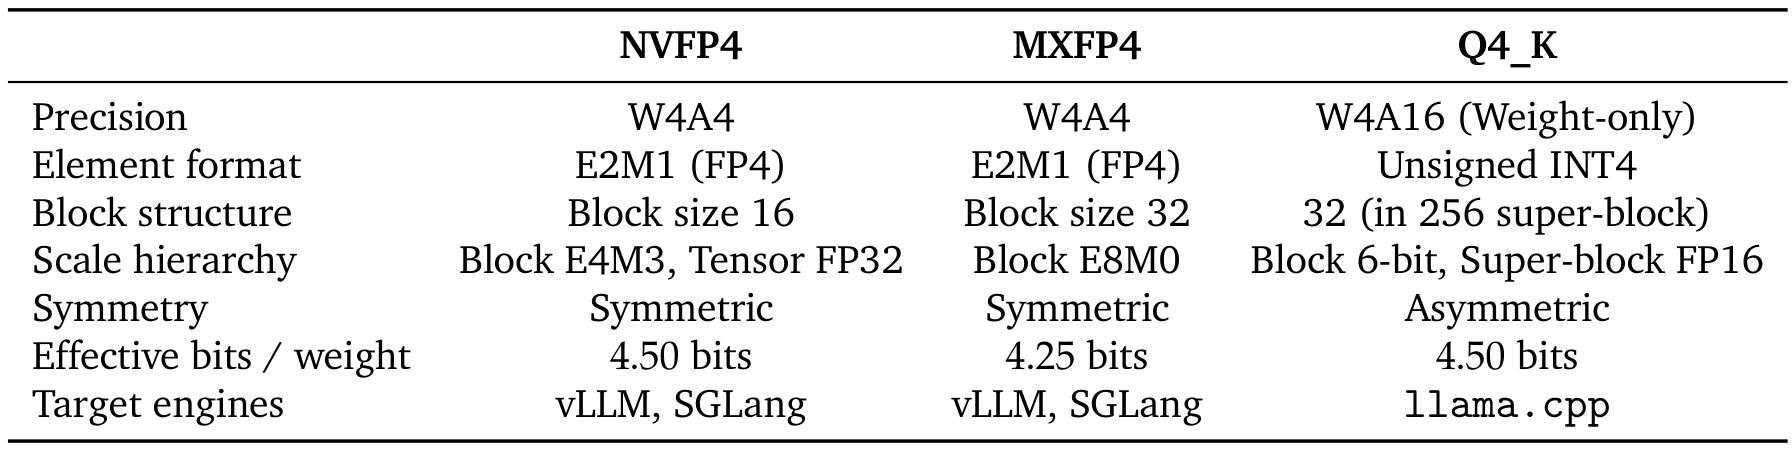 NVFP4 MXFP4 Q4_K
Precision W4A4 W4A4 W4A16 (Weight-only)
Element format E2M1 (FP4) E2M1 (FP4) Unsigned INT4
Block structure Block size 16 Block size 32 32 (in 256 super-block)
Scale hierarchy Block E4M3, Tensor FP32 Block E8M0 Block 6-bit, Super-block FP16
Symmetry Symmetric Symmetric Asymmetric
Effective bits / weight 4.50 bits 4.25 bits 4.50 bits
Target engines vLLM, SGLang vLLM, SGLang llama.cpp